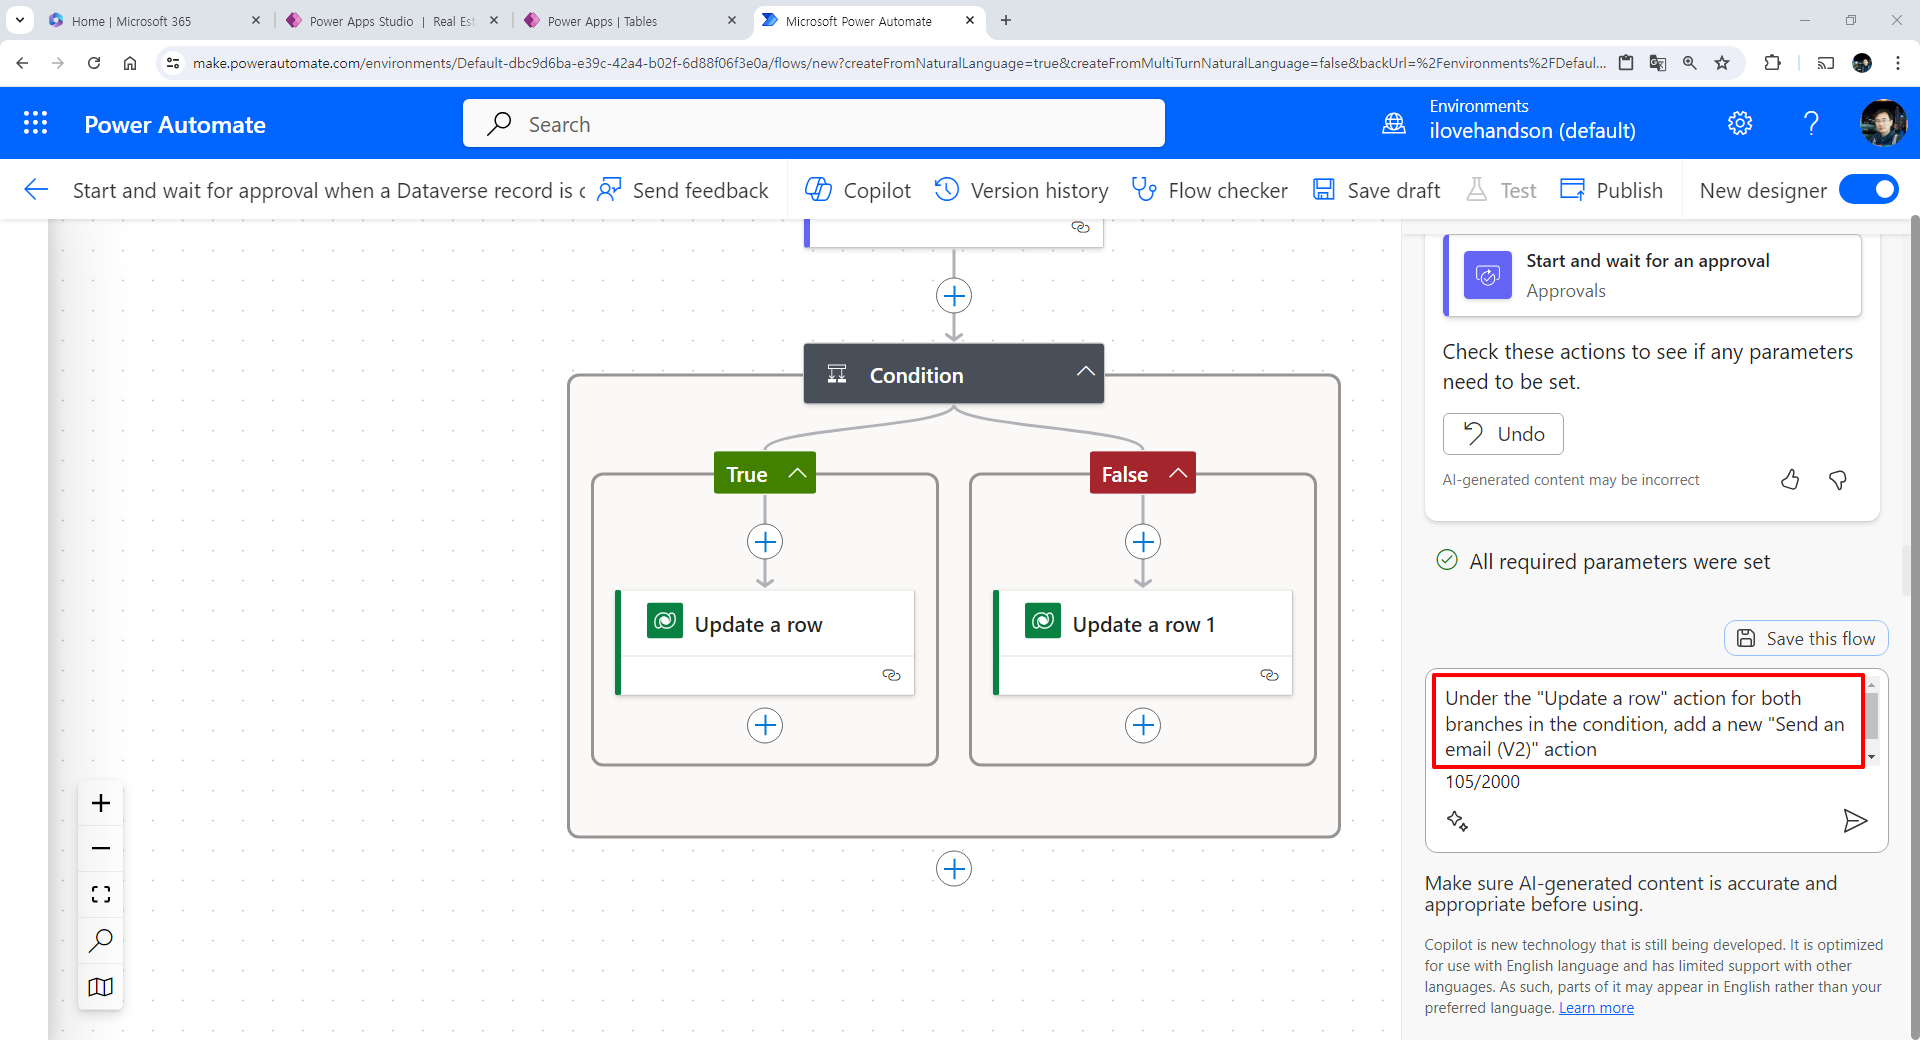 Home | Microsoft 365
Power Apps Studio | Real Est
Power Apps | Tables
Microsoft Power Automate
make.powerautomate.com/environments/Default-dbc9d6ba-e39c-42a4-b02f-6d88f06f3e0a/flows/new?createFromNaturalLanguage=true&createFromMultiTurnNaturalLanguage=false&backUrl=%2Fenvironments%2FDefaul...
Power Automate
Search
Environments
ilovehandson (default)
Start and wait for approval when a Dataverse record is c
Send feedback
Copilot
Version history
Flow checker
Save draft
Test
Publish
New designer
Condition
True
False
Update a row
Update a row 1
Start and wait for an approval
Approvals
Check these actions to see if any parameters
need to be set.
Undo
AI-generated content may be incorrect
All required parameters were set
Save this flow
Under the "Update a row" action for both
branches in the condition, add a new "Send an
email (V2)" action
105/2000
Make sure AI-generated content is accurate and
appropriate before using.
Copilot is new technology that is still being developed. It is optimized
for use with English language and has limited support with other
languages. As such, parts of it may appear in English rather than your
preferred language. Learn more